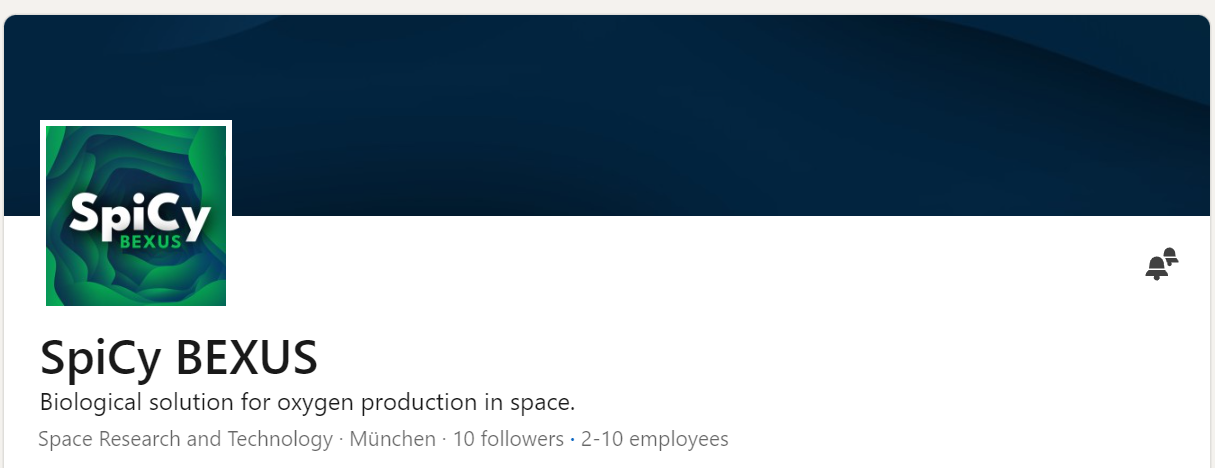 SpiCy
BEXUS
SpiCy BEXUS
Biological solution for oxygen production in space.
Space Research and Technology · München · 10 followers · 2-10 employees